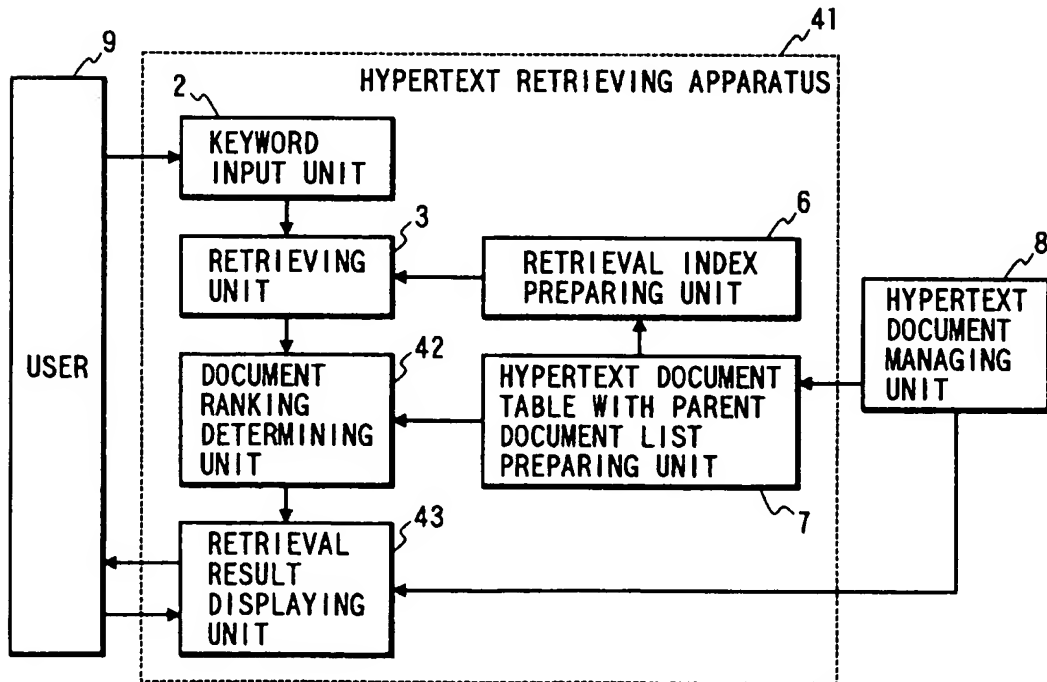 41
9
HYPERTEXT RETRIEVING APPARATUS
2
KEYWORD
INPUT UNIT
3
RETRIEVING
UNIT
6
RETRIEVAL INDEX
PREPARING UNIT
8
HYPERTEXT
DOCUMENT
MANAGING
UNIT
USER
42
DOCUMENT
RANKING
DETERMINING
UNIT
HYPERTEXT DOCUMENT
TABLE WITH PARENT
DOCUMENT LIST
PREPARING UNIT
7
43
RETRIEVAL
RESULT
DISPLAYING
UNIT